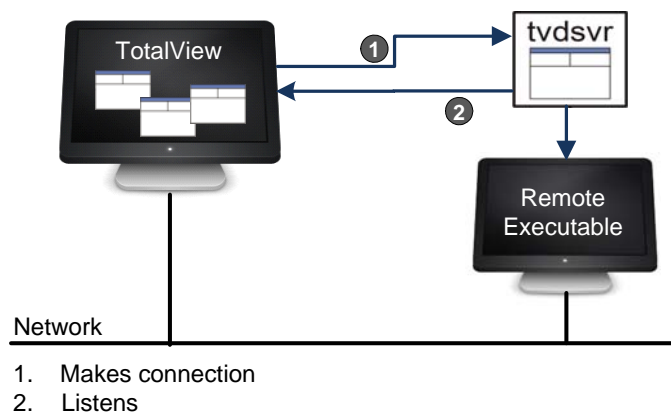 TotalView
1
tvdsvr
2
Remote
Executable
Network
1. Makes connection
2. Listens